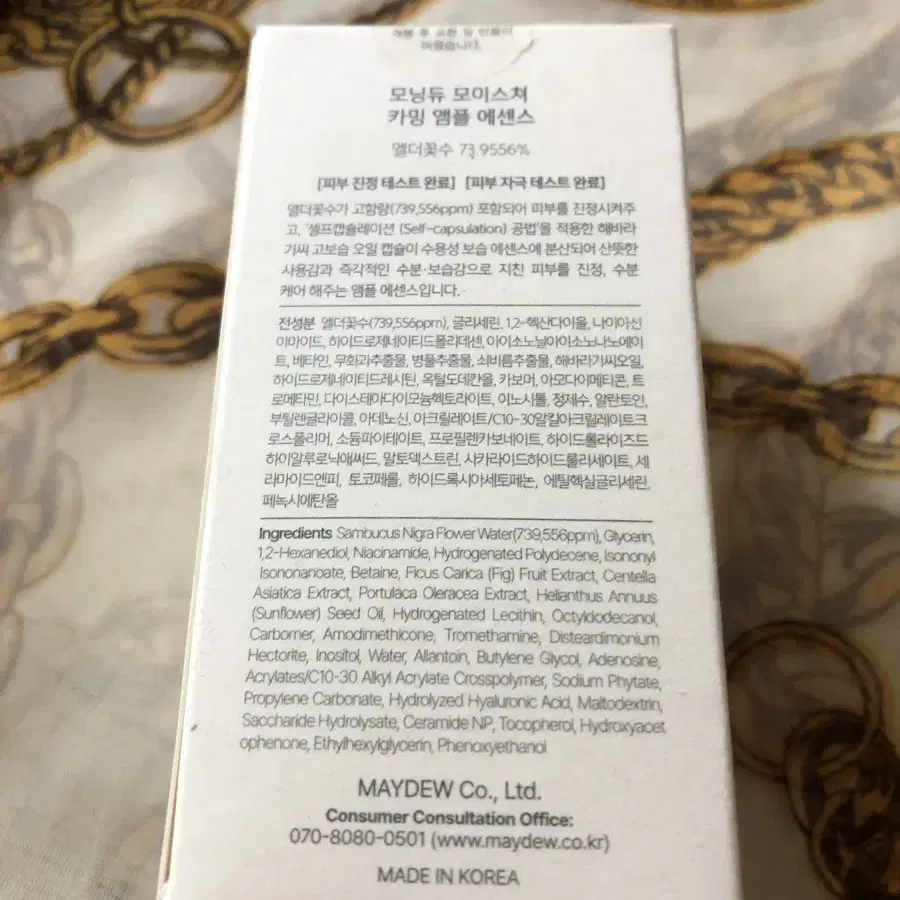 개봉 후 교환 및 반품이
어렵습니다.
모닝듀 모이스쳐
카밍 앰플 에센스
엘더꽃수 73.9556%
[피부 진정 테스트 완료] [피부 자극 테스트 완료]
엘더꽃수가 고함량(739,556ppm) 포함되어 피부를 진정시켜주
고, '셀프캡슐레이션 (Self-capsulation) 공법'을 적용한 해바라
기씨 고보습 오일 캡슐이 수용성 보습 에센스에 분산되어 산뜻한
사용감과 즉각적인 수분·보습감으로 지친 피부를 진정, 수분
케어 해주는 앰플 에센스입니다.
전성분 엘더꽃수(739,556ppm), 글리세린, 1,2-헥산다이올, 나이아신
아마이드, 하이드로제네이티드폴리데센, 아이소노닐아이소노나노에이
트, 베타인, 무화과추출물, 병풀추출물, 쇠비름추출물, 해바라기씨오일,
하이드로제네이티드레시틴, 옥틸도데칸올, 카보머, 아모다이메티콘, 트
로메타민, 다이스테아다이모늄헥토라이트, 이노시톨, 정제수, 알란토인,
부틸렌글라이콜, 아데노신, 아크릴레이트/C10-30알킬아크릴레이트크
로스폴리머, 소듐파이테이트, 프로필렌카보네이트, 하이드롤라이즈드
하이알루로닉애씨드, 말토덱스트린, 사카라이드하이드롤리세이트, 세
라마이드엔피, 토코페롤, 하이드록시아세토페논, 에틸헥실글리세린,
페녹시에탄올
Ingredients Sambucus Nigra Flower Water(739,556ppm), Glycerin,
1,2-Hexanediol, Niacinamide, Hydrogenated Polydecene, Isononyl
Isononanoate, Betaine, Ficus Carica (Fig) Fruit Extract, Centella
Asiatica Extract, Portulaca Oleracea Extract, Helianthus Annuus
(Sunflower) Seed Oil, Hydrogenated Lecithin, Octyldodecanol,
Carbomer, Amodimethicone, Tromethamine, Disteardimonium
Hectorite, Inositol, Water, Allantoin, Butylene Glycol, Adenosine,
Acrylates/C10-30 Alkyl Acrylate Crosspolymer, Sodium Phytate,
Propylene Carbonate, Hydrolyzed Hyaluronic Acid, Maltodextrin,
Saccharide Hydrolysate, Ceramide NP, Tocopherol, Hydroxyacet
ophenone, Ethylhexylglycerin, Phenoxyethanol
MAYDEW Co., Ltd.
Consumer Consultation Office:
070-8080-0501 (www.maydew.co.kr)
MADE IN KOREA